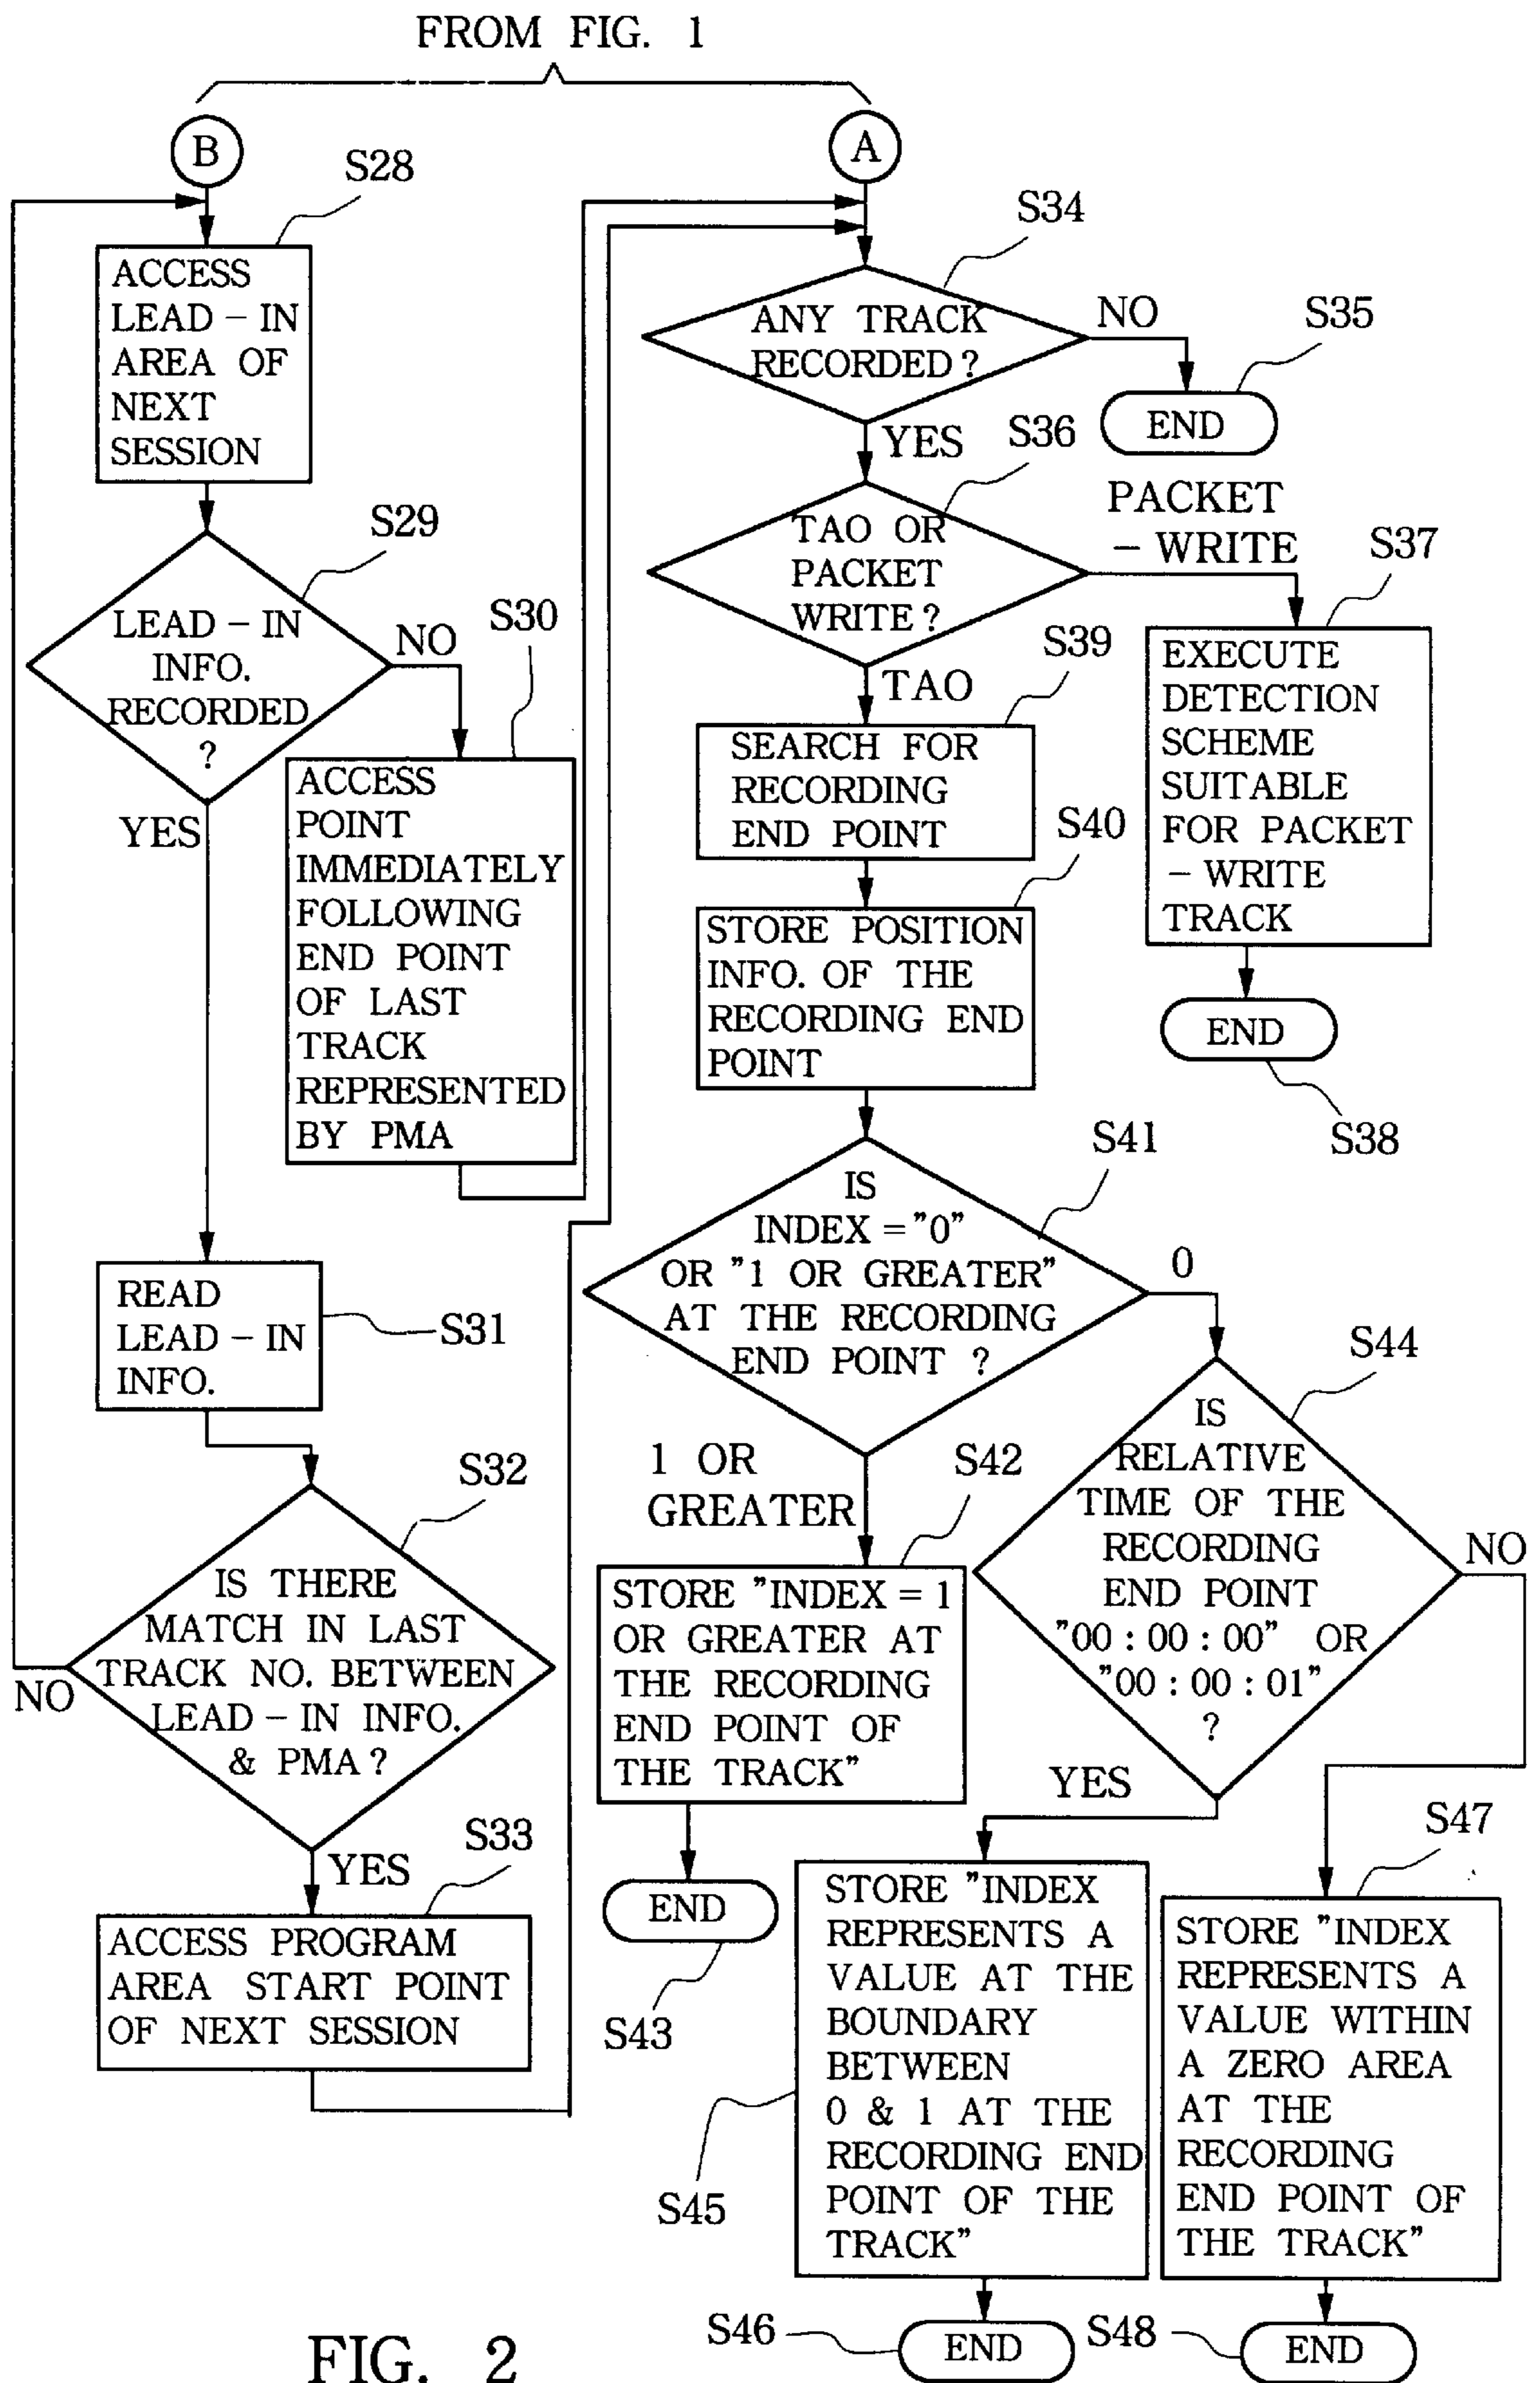 FROM FIG. 1
B
S28
ACCESS
LEAD-IN
AREA OF
NEXT
SESSION
S29
LEAD-IN
INFO.
RECORDED
?
NO
YES
S30
ACCESS
POINT
IMMEDIATELY
FOLLOWING
END POINT
OF LAST
TRACK
REPRESENTED
BY PMA
READ
LEAD-IN
INFO.
S31
S32
IS THERE
MATCH IN LAST
TRACK NO. BETWEEN
LEAD-IN INFO.
& PMA?
NO
YES
S33
ACCESS PROGRAM
AREA START POINT
OF NEXT SESSION
A
S34
ANY TRACK
RECORDED?
NO
S35
END
YES
S36
TAO OR
PACKET
WRITE?
PACKET
-WRITE
S37
EXECUTE
DETECTION
SCHEME
SUITABLE
FOR PACKET
-WRITE
TRACK
END
S38
TAO
S39
SEARCH FOR
RECORDING
END POINT
S40
STORE POSITION
INFO. OF THE
RECORDING END
POINT
S41
IS
INDEX="0"
OR "1 OR GREATER"
AT THE RECORDING
END POINT ?
0
1 OR
GREATER
S42
STORE "INDEX=1
OR GREATER AT
THE RECORDING
END POINT OF
THE TRACK"
END
S43
S44
IS
RELATIVE
TIME OF THE
RECORDING
END POINT
"00:00:00" OR
"00:00:01"
?
NO
YES
STORE "INDEX
REPRESENTS A
VALUE AT THE
BOUNDARY
BETWEEN
0 & 1 AT THE
RECORDING END
POINT OF THE
TRACK"
S45
S46
END
S47
STORE "INDEX
REPRESENTS A
VALUE WITHIN
A ZERO AREA
AT THE
RECORDING
END POINT OF
THE TRACK"
S48
END
FIG. 2